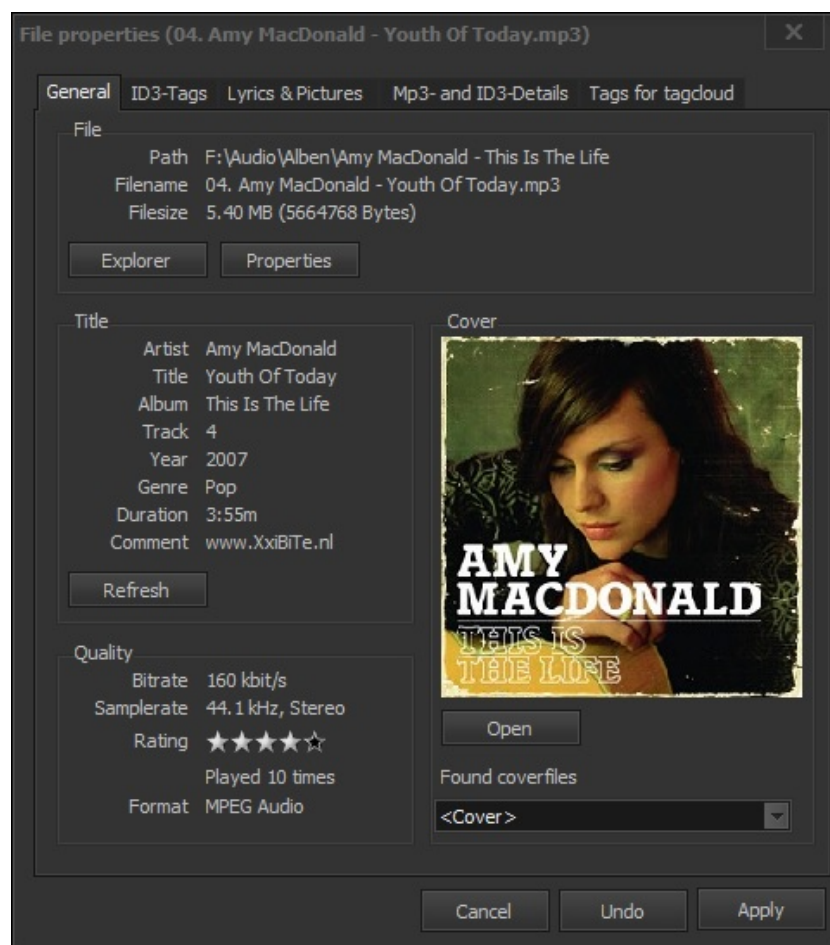 File properties (04. Amy MacDonald - Youth Of Today.mp3)
General ID3-Tags Lyrics & Pictures Mp3- and ID3-Details Tags for tagcloud
File
Path F:\Audio\Alben\Amy MacDonald - This Is The Life
Filename 04. Amy MacDonald - Youth Of Today.mp3
Filesize 5.40 MB (5664768 Bytes)
Explorer Properties
Title
Artist Amy MacDonald
Title Youth Of Today
Album This Is The Life
Track 4
Year 2007
Genre Pop
Duration 3:55m
Comment www.XxiBiTe.nl
Refresh
Quality
Bitrate 160 kbit/s
Samplerate 44.1 kHz, Stereo
Rating
Played 10 times
Format MPEG Audio
Cover
AMY
MACDONALD
THIS IS
THE LIFE
Open
Found coverfiles
<Cover>
Cancel Undo Apply